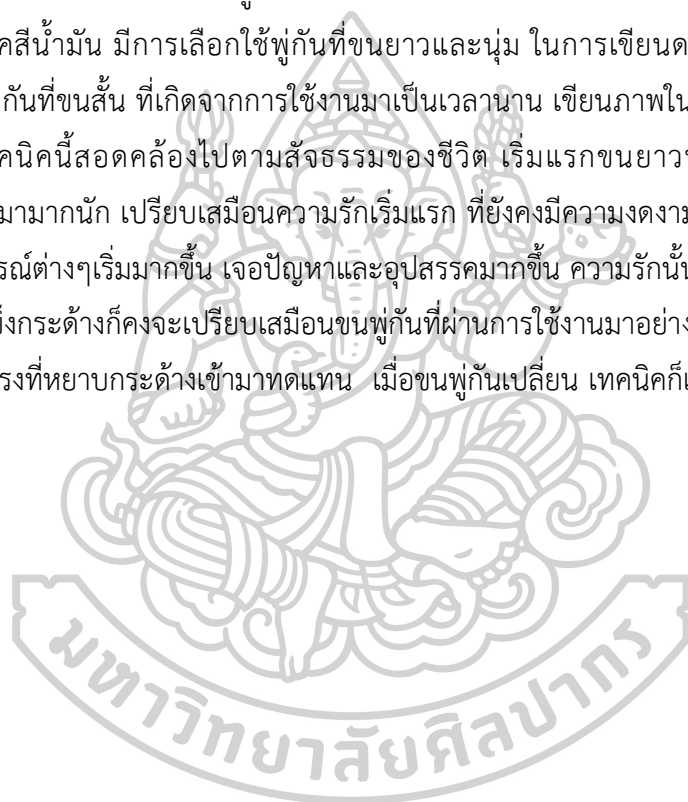 คสีน้ำมัน มีการเลือกใช้พู่กันที่ขนยาวและนุ่ม ในการเขียน
กันที่ขนสั้น ที่เกิดจากการใช้งานมาเป็นเวลานาน เขียนภาพใน
คนิคนี้สอดคล้องไปตามสัจธรรมของชีวิต เริ่มแรกขนยาว
มามากนัก เปรียบเสมือนความรักเริ่มแรก ที่ยังคงมีความงดงาม
รณ์ต่างๆเริ่มมากขึ้น เจอปัญหาและอุปสรรคมากขึ้น ความรักนั้น
ข็งกระด้างก็คงจะเปรียบเสมือนขนพู่กันที่ผ่านการใช้งานมาอย่าง
รงที่หยาบกระด้างเข้ามาทดแทน เมื่อขนพู่กันเปลี่ยน เทคนิคก็
มหาวิทยาลัยศิลปากร